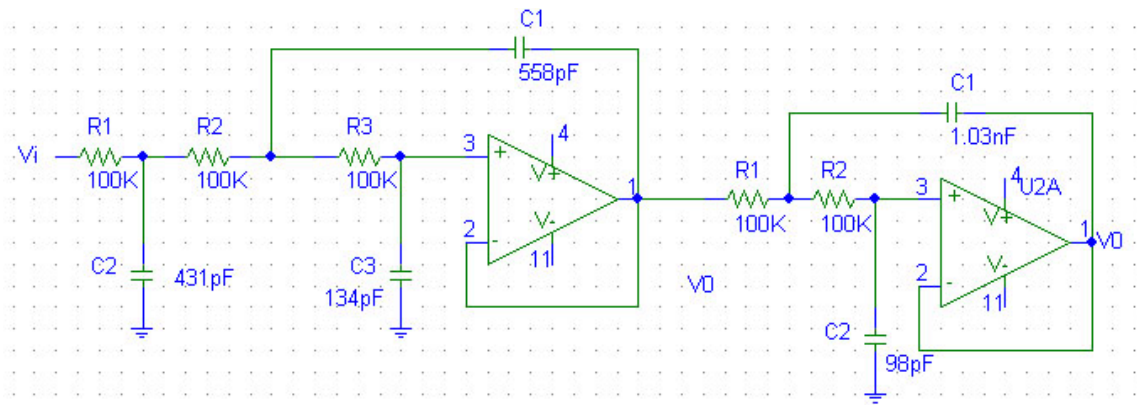 C1
558pF
R1
R2
R3
Vi
100K
100K
100K
3
+
4
V+
1
V-
2
-
11
C2
431pF
C3
134pF
V0
C1
1.03nF
R1
R2
100K
100K
3
+
4
U2A
V+
1
V0
V-
2
-
11
C2
98pF